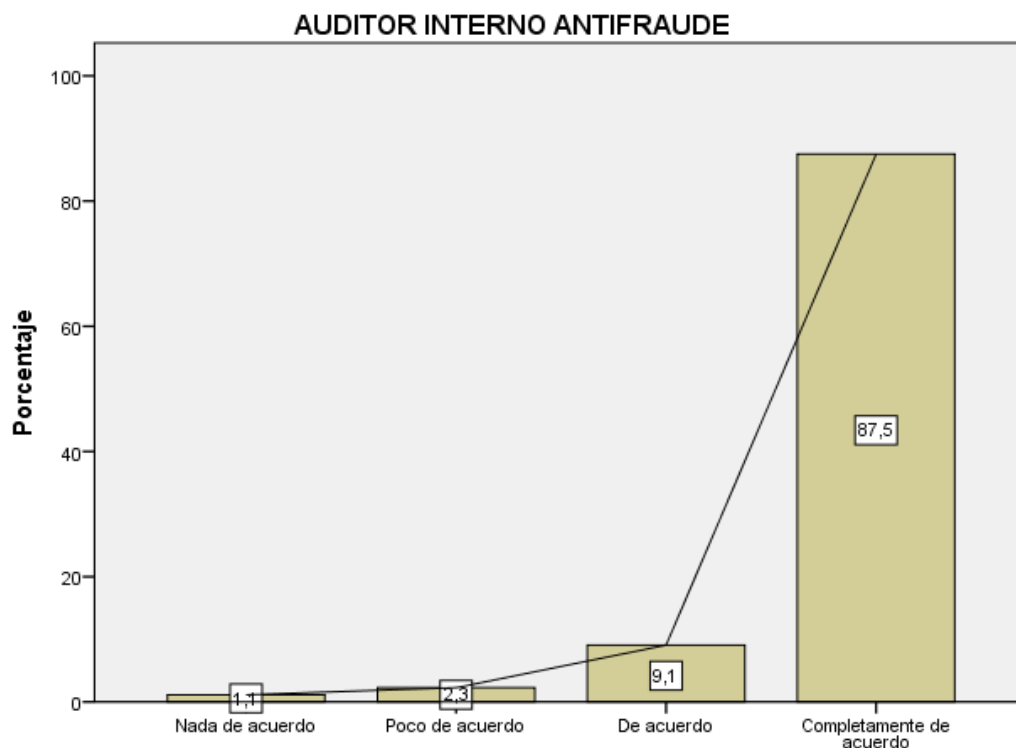 AUDITOR INTERNO ANTIFRAUDE
100
80
60
40
20
0
Porcentaje
1,1
2,3
9,1
87,5
Nada de acuerdo
Poco de acuerdo
De acuerdo
Completamente de
acuerdo